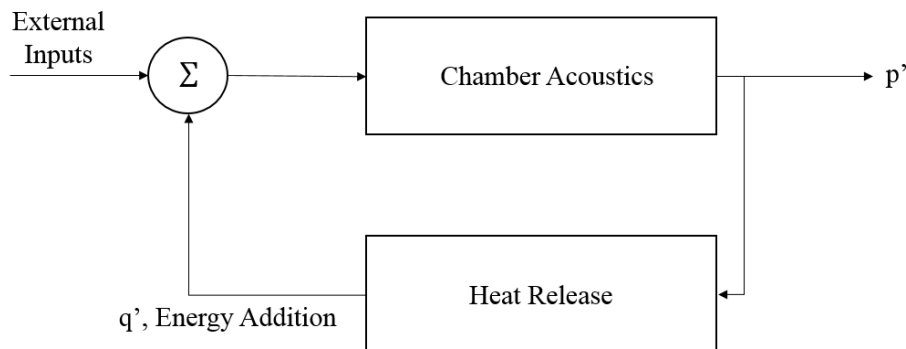 External
Inputs
Σ
Chamber Acoustics
p’
Heat Release
q’, Energy Addition